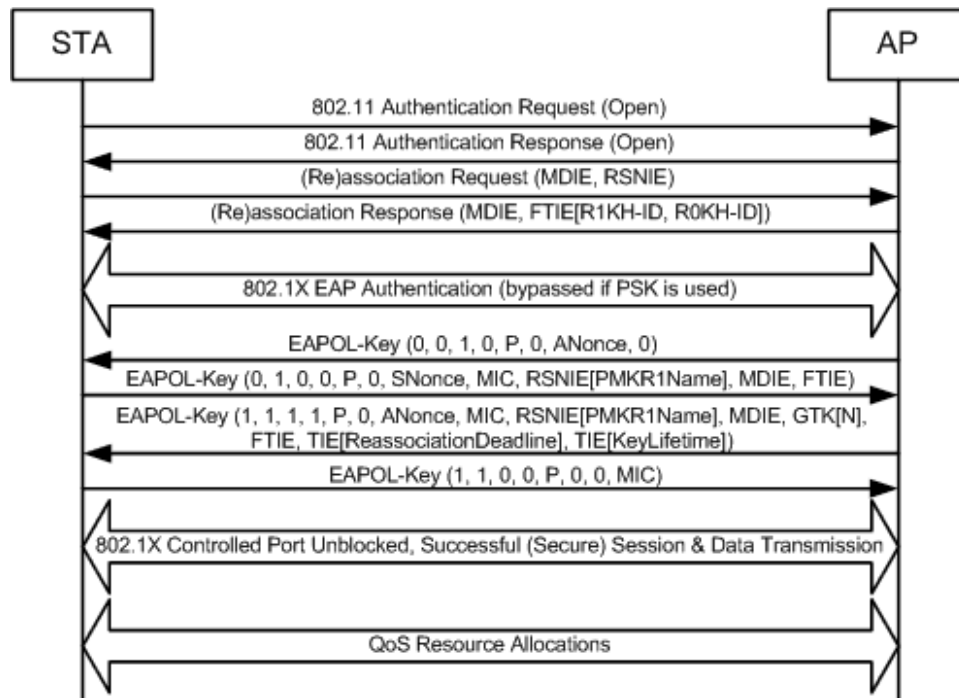 STA
AP
802.11 Authentication Request (Open)
802.11 Authentication Response (Open)
(Re)association Request (MDIE, RSNIE)
(Re)association Response (MDIE, FTIE[R1KH-ID, R0KH-ID])
802.1X EAP Authentication (bypassed if PSK is used)
EAPOL-Key (0, 0, 1, 0, P, 0, ANonce, 0)
EAPOL-Key (0, 1, 0, 0, P, 0, SNonce, MIC, RSNIE[PMKR1Name], MDIE, FTIE)
EAPOL-Key (1, 1, 1, 1, P, 0, ANonce, MIC, RSNIE[PMKR1Name], MDIE, GTK[N],
FTIE, TIE[ReassociationDeadline], TIE[KeyLifetime])
EAPOL-Key (1, 1, 0, 0, P, 0, 0, MIC)
802.1X Controlled Port Unblocked, Successful (Secure) Session & Data Transmission
QoS Resource Allocations